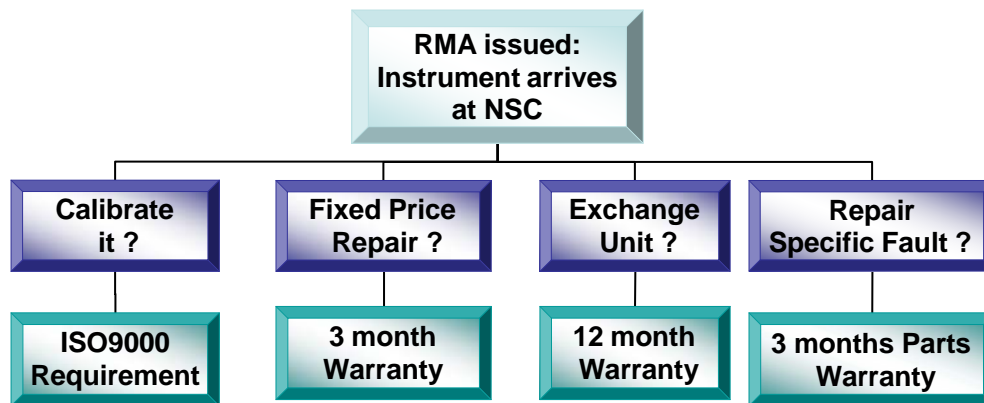 RMA issued:
Instrument arrives
at NSC
Calibrate
it ?
Fixed Price
Repair ?
Exchange
Unit ?
Repair
Specific Fault ?
ISO9000
Requirement
3 month
Warranty
12 month
Warranty
3 months Parts
Warranty